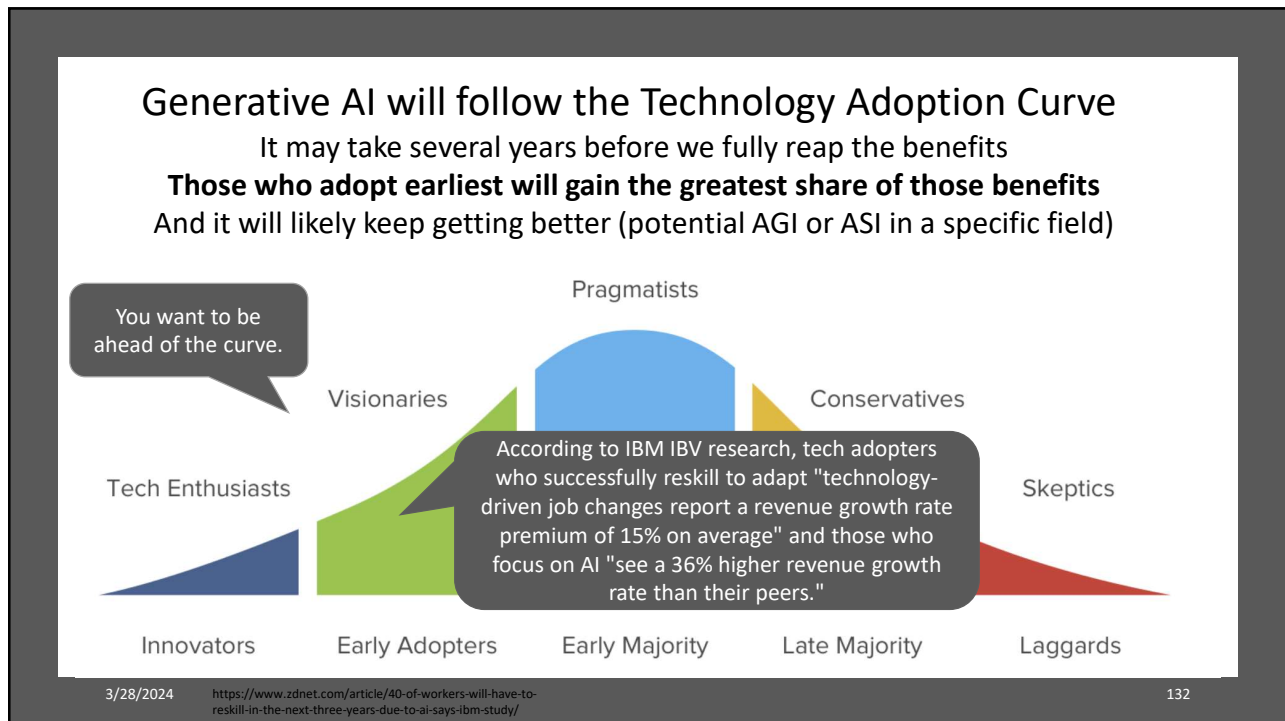 Generative AI will follow the Technology Adoption Curve
It may take several years before we fully reap the benefits
Those who adopt earliest will gain the greatest share of those benefits
And it will likely keep getting better (potential AGI or ASI in a specific field)
Pragmatists
You want to be
ahead of the curve.
Visionaries
Conservatives
According to IBM IBV research, tech adopters
who successfully reskill to adapt "technology-
driven job changes report a revenue growth rate
premium of 15% on average" and those who
focus on AI "see a 36% higher revenue growth
rate than their peers."
Tech Enthusiasts
Skeptics
Innovators
Early Adopters
Early Majority
Late Majority
Laggards
3/28/2024
https://www.zdnet.com/article/40-of-workers-will-have-to-
reskill-in-the-next-three-years-due-to-ai-says-ibm-study/
132